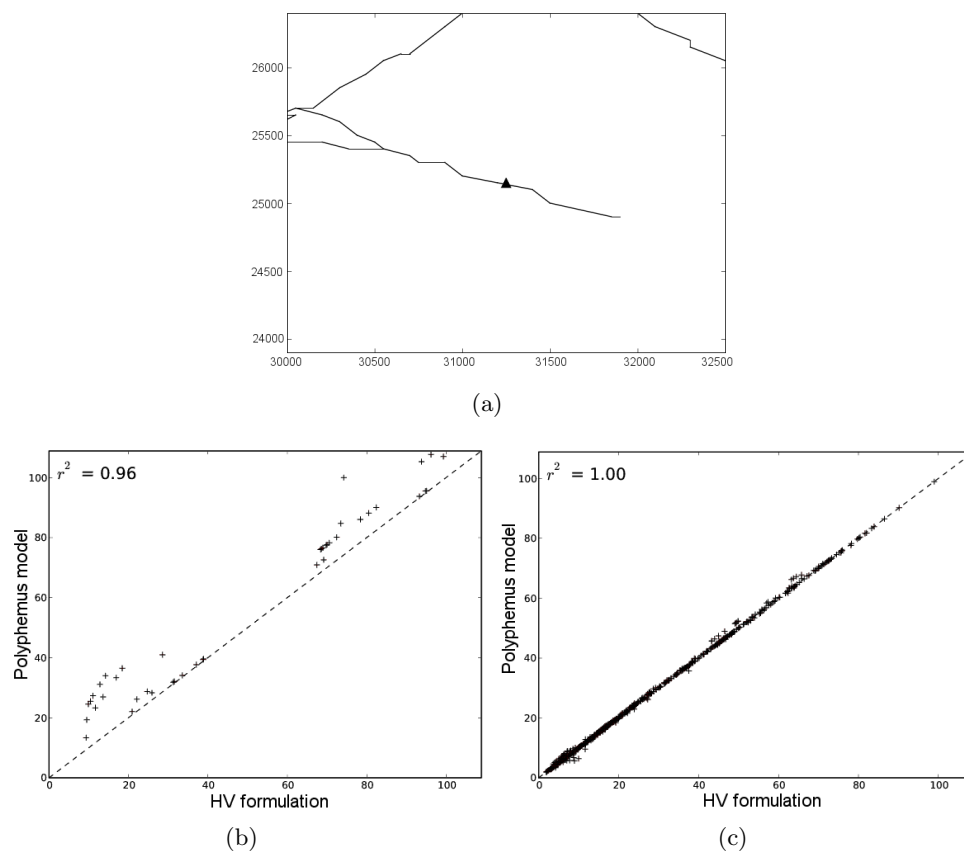 26000
25500
25000
24500
24000
30000 30500 31000 31500 32000 32500
(a)
r² = 0.96
100
80
60
40
20
0
Polyphemus model
0 20 40 60 80 100
HV formulation
(b)
r² = 1.00
100
80
60
40
20
0
Polyphemus model
0 20 40 60 80 100
HV formulation
(c)